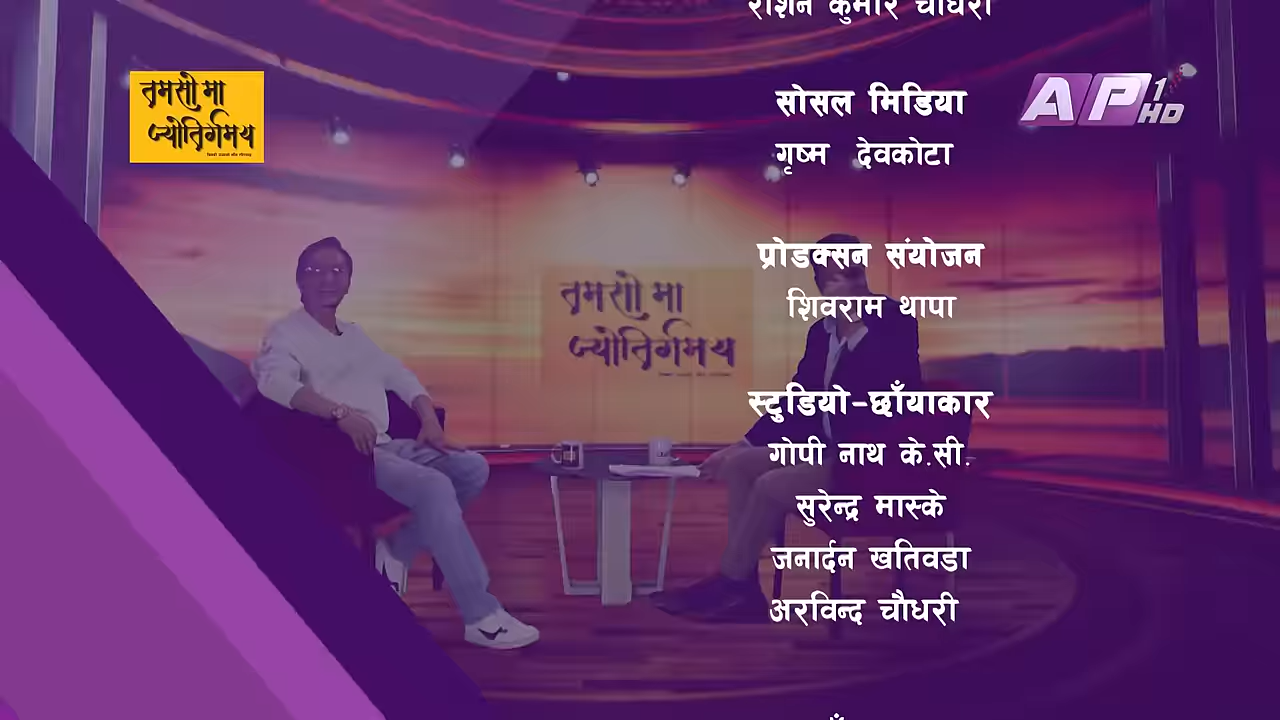 तमसो मा
ज्योतिर्गमय
AP1
HD
सोसल मिडिया
गृष्म देवकोटा
प्रोडक्सन संयोजन
शिवराम थापा
तमसो मा
ज्योतिर्गमय
स्टुडियो-छाँयाकार
गोपी नाथ के.सी.
सुरेन्द्र मास्के
जनार्दन खतिवडा
अरविन्द चौधरी